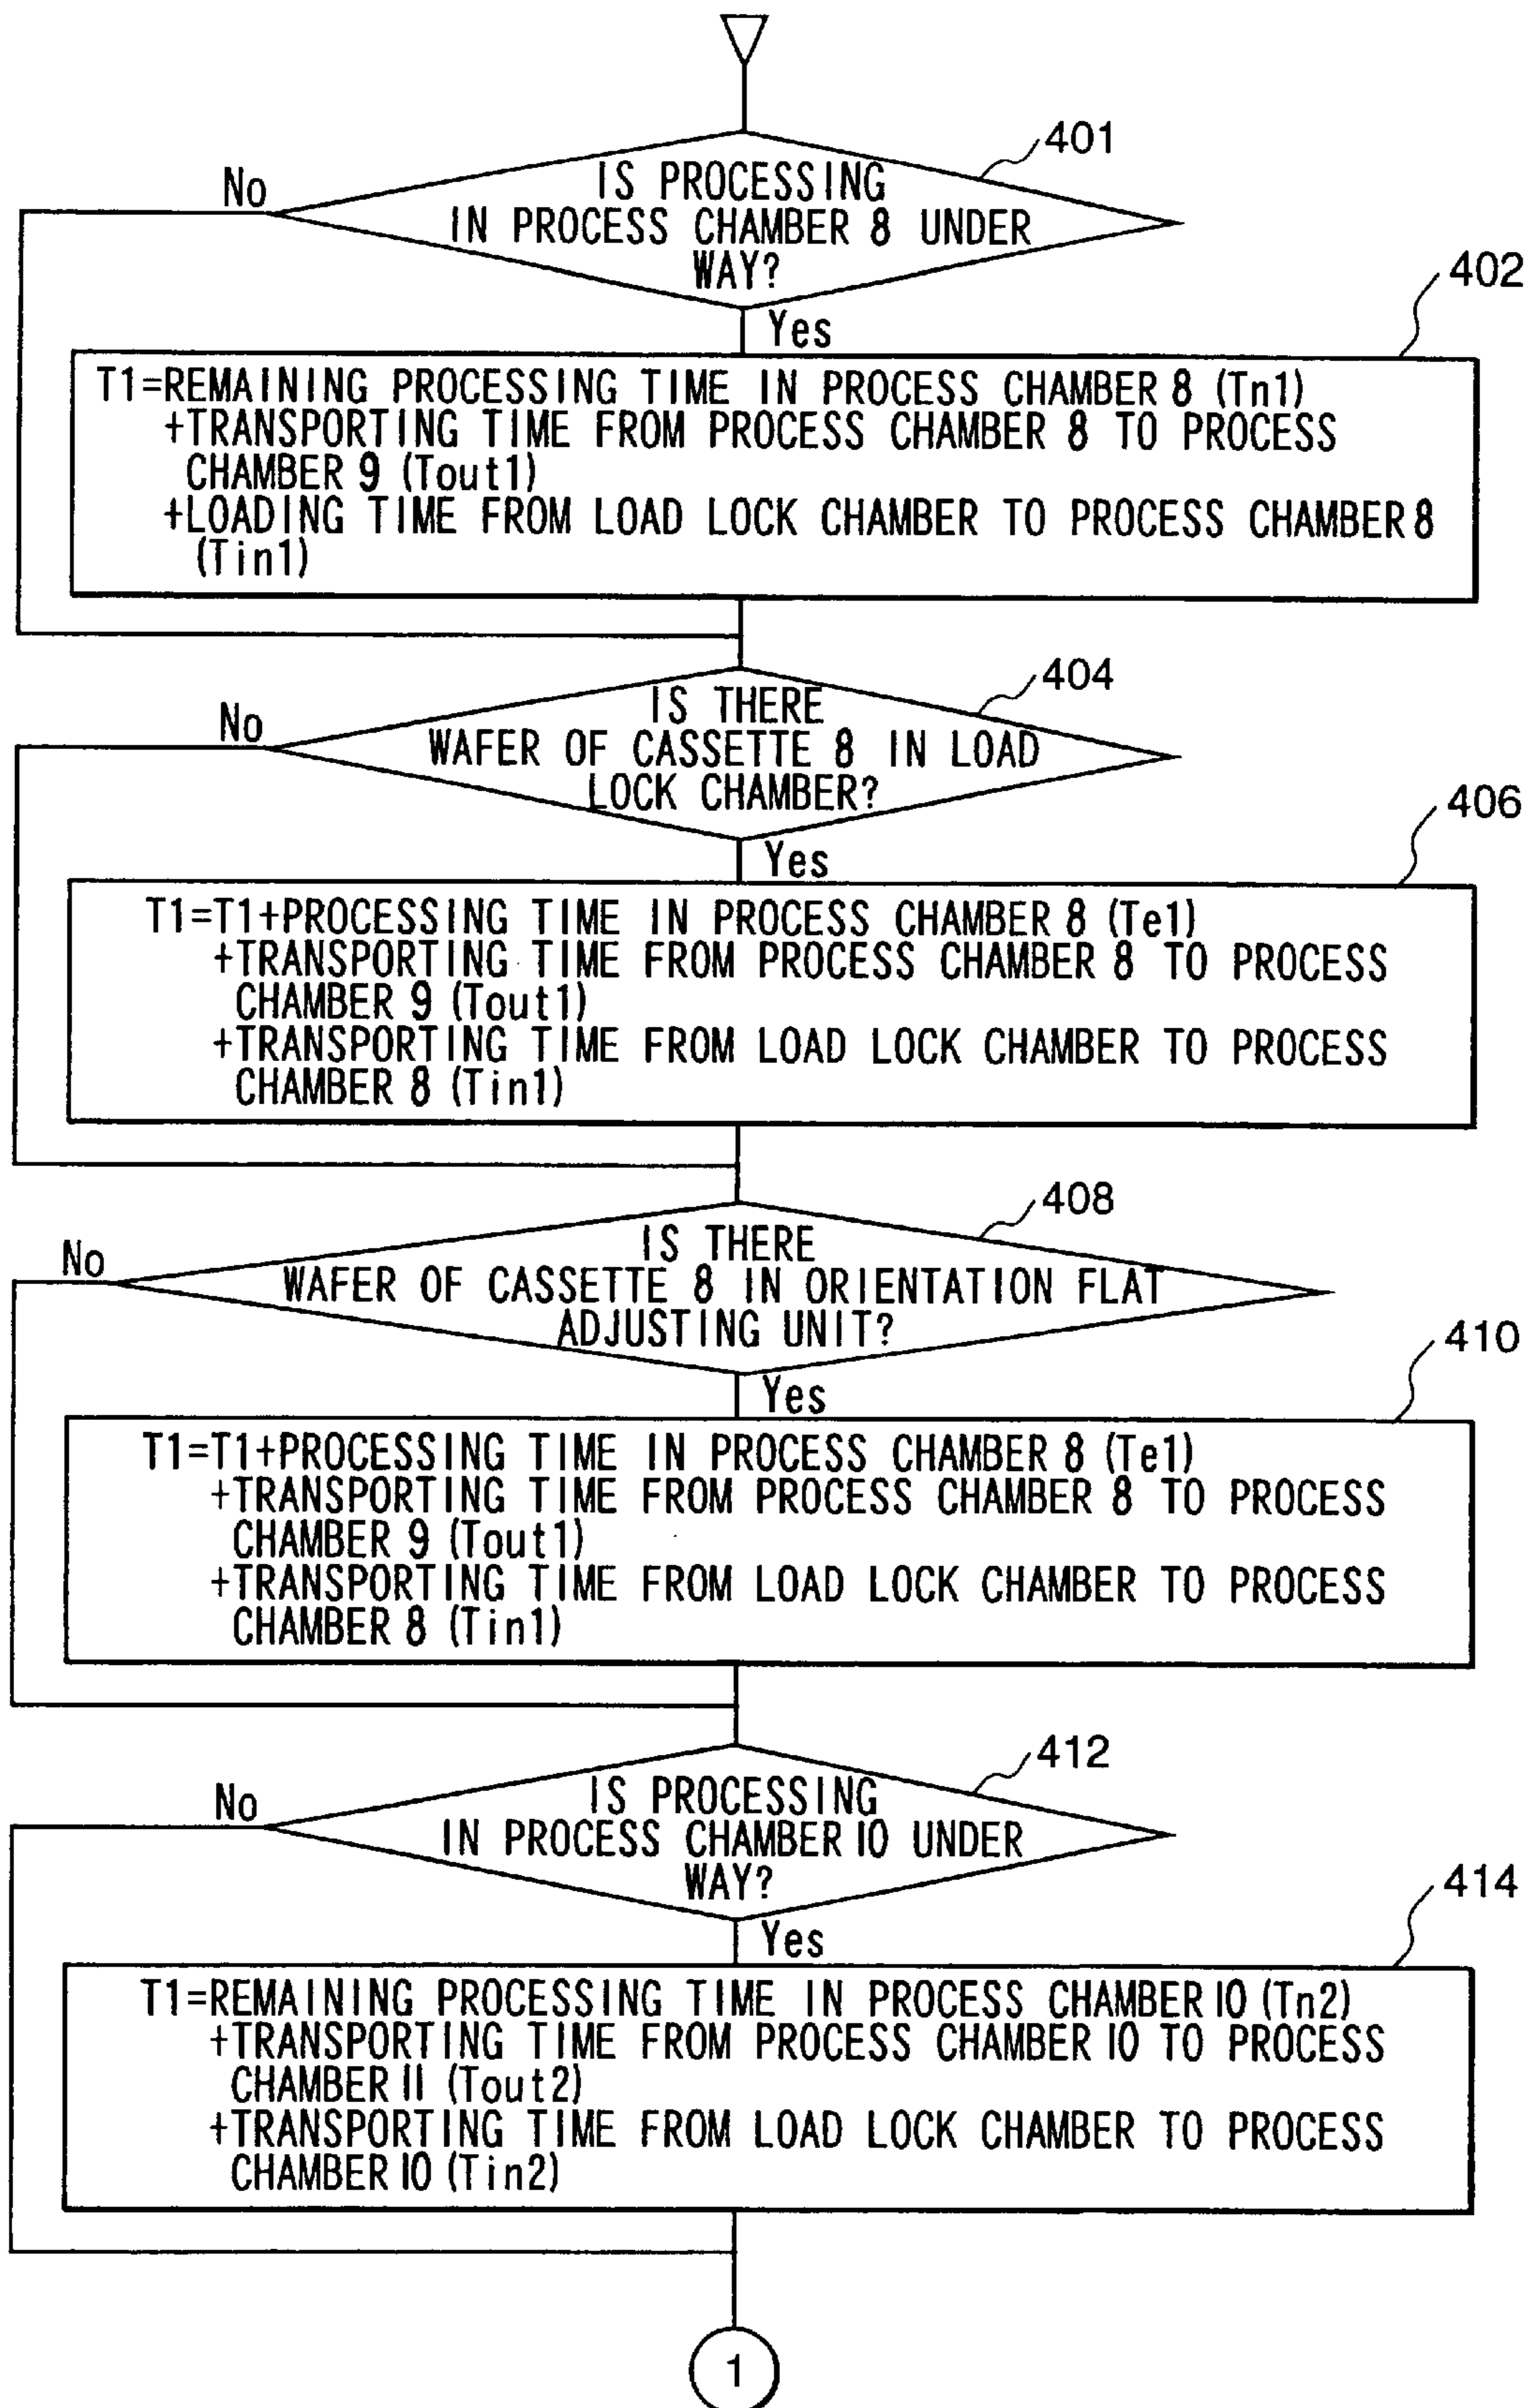 401
No
IS PROCESSING
IN PROCESS CHAMBER 8 UNDER
WAY?
402
Yes
T1=REMAINING PROCESSING TIME IN PROCESS CHAMBER 8 (Tn1)
+TRANSPORTING TIME FROM PROCESS CHAMBER 8 TO PROCESS
CHAMBER 9 (Tout1)
+LOADING TIME FROM LOAD LOCK CHAMBER TO PROCESS CHAMBER 8
(Tin1)
404
No
IS THERE
WAFER OF CASSETTE 8 IN LOAD
LOCK CHAMBER?
406
Yes
T1=T1+PROCESSING TIME IN PROCESS CHAMBER 8 (Te1)
+TRANSPORTING TIME FROM PROCESS CHAMBER 8 TO PROCESS
CHAMBER 9 (Tout1)
+TRANSPORTING TIME FROM LOAD LOCK CHAMBER TO PROCESS
CHAMBER 8 (Tin1)
408
No
IS THERE
WAFER OF CASSETTE 8 IN ORIENTATION FLAT
ADJUSTING UNIT?
410
Yes
T1=T1+PROCESSING TIME IN PROCESS CHAMBER 8 (Te1)
+TRANSPORTING TIME FROM PROCESS CHAMBER 8 TO PROCESS
CHAMBER 9 (Tout1)
+TRANSPORTING TIME FROM LOAD LOCK CHAMBER TO PROCESS
CHAMBER 8 (Tin1)
412
No
IS PROCESSING
IN PROCESS CHAMBER 10 UNDER
WAY?
414
Yes
T1=REMAINING PROCESSING TIME IN PROCESS CHAMBER 10 (Tn2)
+TRANSPORTING TIME FROM PROCESS CHAMBER 10 TO PROCESS
CHAMBER 11 (Tout2)
+TRANSPORTING TIME FROM LOAD LOCK CHAMBER TO PROCESS
CHAMBER 10 (Tin2)
1